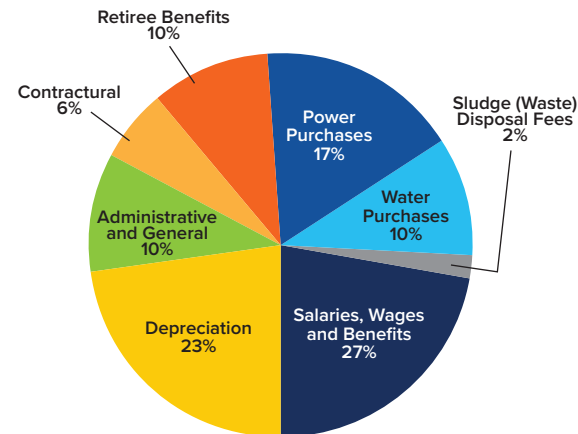 Retiree Benefits
10%
Contractural
6%
Power
Purchases
17%
Sludge (Waste)
Disposal Fees
2%
Water
Purchases
10%
Administrative
and General
10%
Depreciation
23%
Salaries, Wages
and Benefits
27%